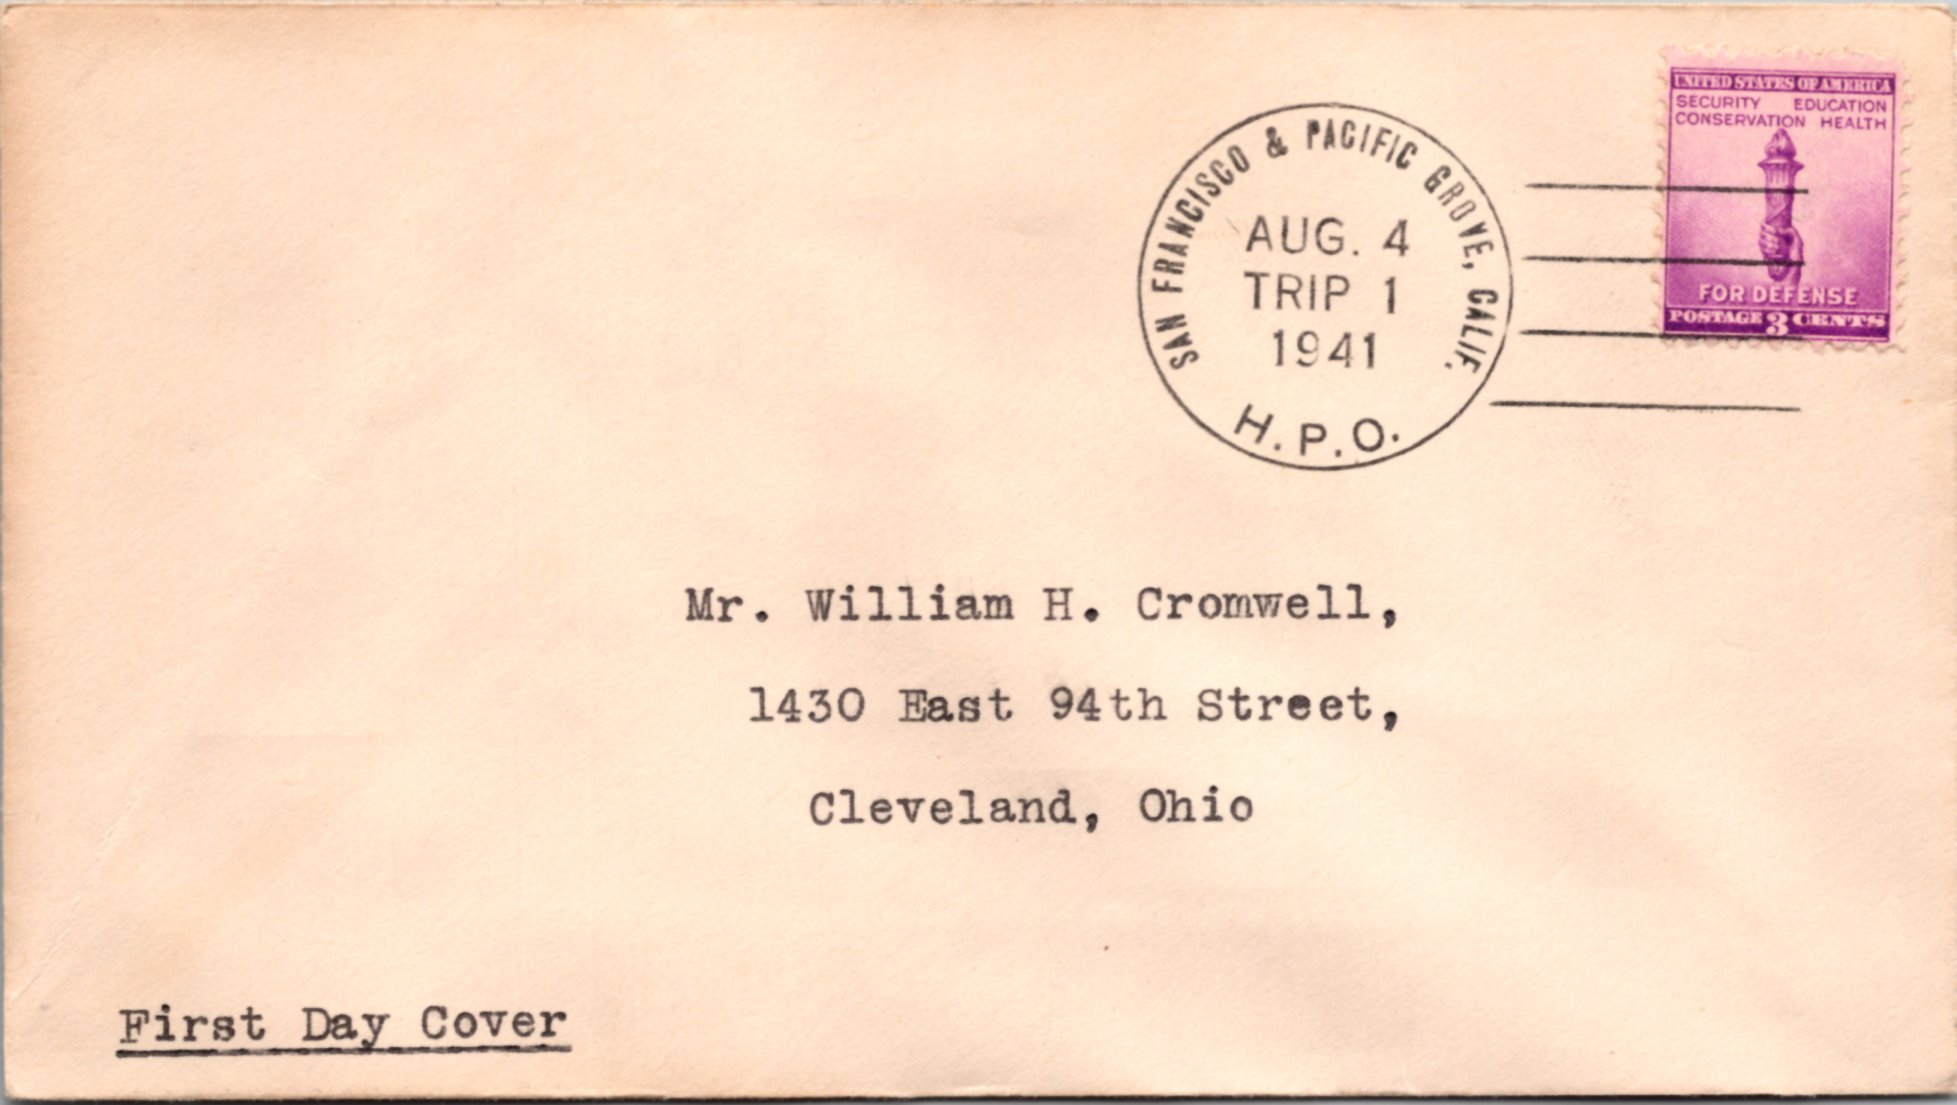 UNITED STATES OF AMERICA
SECURITY EDUCATION
CONSERVATION HEALTH
FOR DEFENSE
POSTAGE 3 CENTS
SAN FRANCISCO & PACIFIC GROVE, CALIF.
AUG. 4
TRIP 1
1941
H.P.O.
Mr. William H. Cromwell,
1430 East 94th Street,
Cleveland, Ohio
First Day Cover